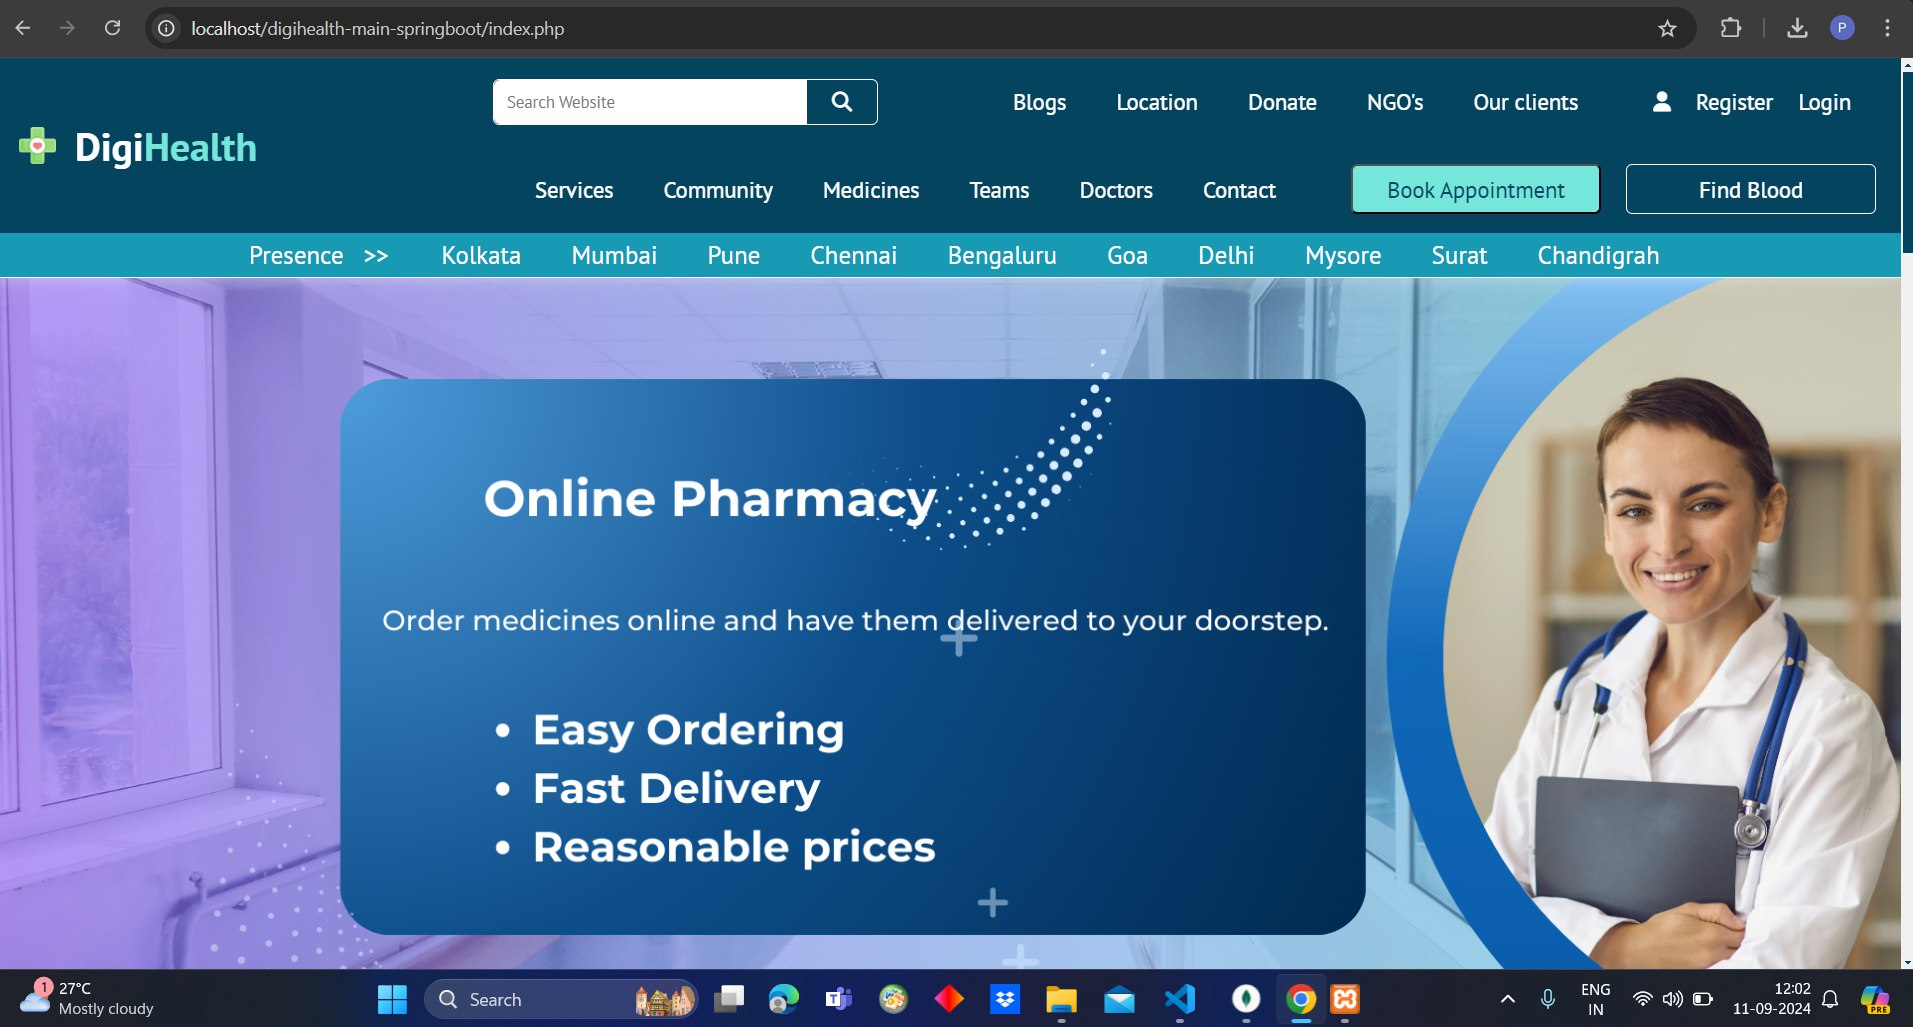 localhost/digihealth-main-springboot/index.php
P
Search Website
Blogs Location Donate NGO's Our clients Register Login
DigiHealth
Services Community Medicines Teams Doctors Contact Book Appointment Find Blood
Presence >> Kolkata Mumbai Pune Chennai Bengaluru Goa Delhi Mysore Surat Chandigrah
Online Pharmacy
Order medicines online and have them delivered to your doorstep.
• Easy Ordering
• Fast Delivery
• Reasonable prices
1
27°C
Mostly cloudy
Search
T
ENG
IN
12:02
11-09-2024
PRE